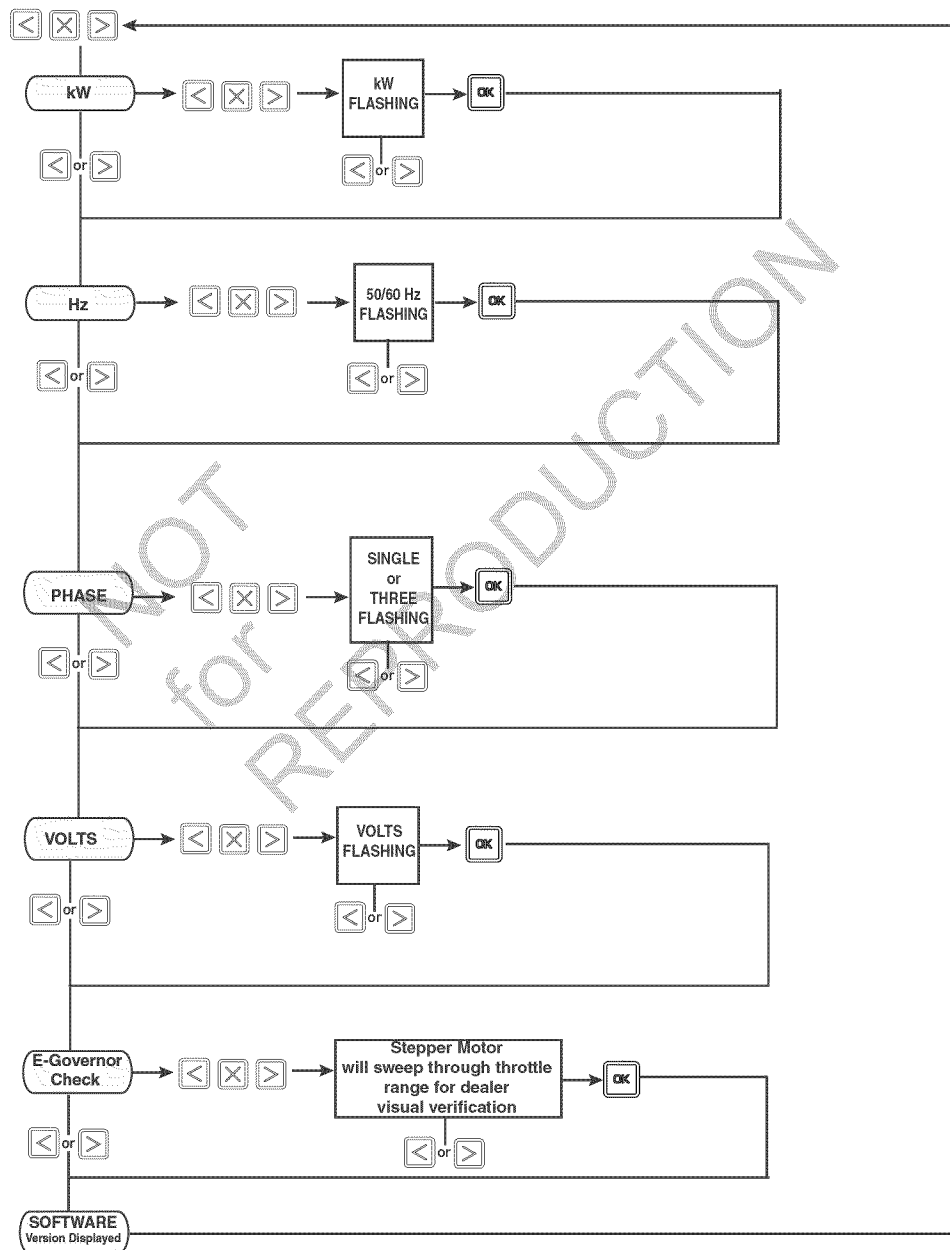 < X >
kW
< X >
kW
FLASHING
OK
< or >
< or >
Hz
< X >
50/60 Hz
FLASHING
OK
< or >
< or >
PHASE
< X >
SINGLE
or
THREE
FLASHING
OK
< or >
< or >
VOLTS
< X >
VOLTS
FLASHING
OK
< or >
< or >
E-Governor
Check
< X >
Stepper Motor
will sweep through throttle
range for dealer
visual verification
OK
< or >
< or >
SOFTWARE
Version Displayed
NOT
for
REPRODUCTION